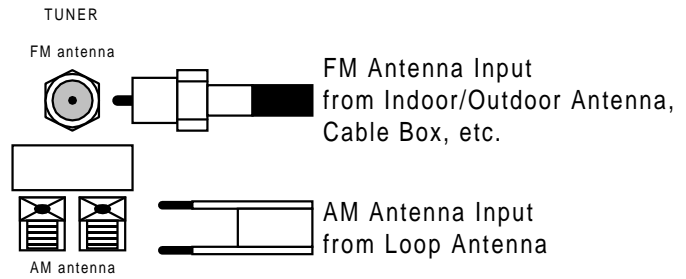 TUNER
FM antenna
FM Antenna Input
from Indoor/Outdoor Antenna,
Cable Box, etc.
AM Antenna Input
from Loop Antenna
AM antenna